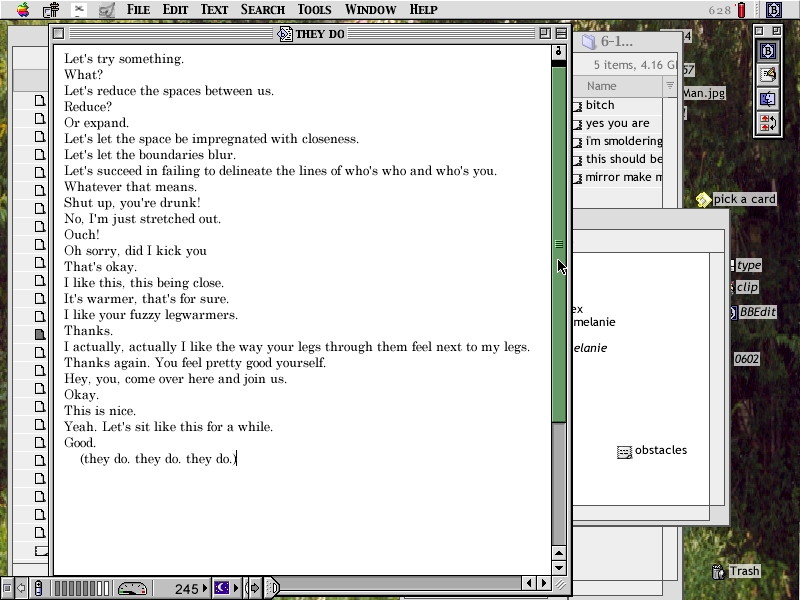 File Edit Text Search Tools Window Help 628
THEY DO
Let's try something.
What?
Let's reduce the spaces between us.
Reduce?
Or expand.
Let's let the space be impregnated with closeness.
Let's let the boundaries blur.
Let's succeed in failing to delineate the lines of who's who and who's you.
Whatever that means.
Shut up, you're drunk!
No, I'm just stretched out.
Ouch!
Oh sorry, did I kick you
That's okay.
I like this, this being close.
It's warmer, that's for sure.
I like your fuzzy legwarmers.
Thanks.
I actually, actually I like the way your legs through them feel next to my legs.
Thanks again. You feel pretty good yourself.
Hey, you, come over here and join us.
Okay.
This is nice.
Yeah. Let's sit like this for a while.
Good.
(they do. they do. they do.)
245
6-1...
5 items, 4.16 G
Name
bitch
yes you are
i'm smoldering
this should be
mirror make m
4
57
Man.jpg
pick a card
type
clip
BBEdit
0602
ex
melanie
elanie
obstacles
Trash